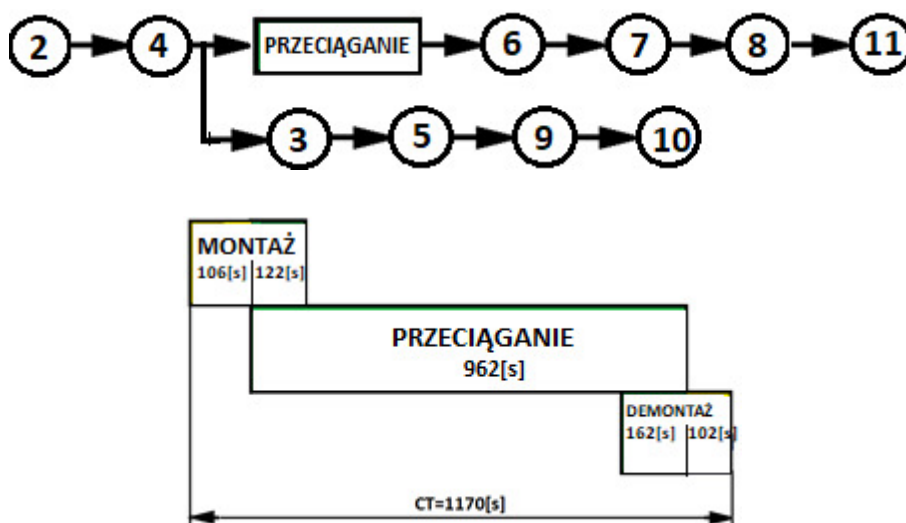 2 4 PRZECIĄGANIE 6 7 8 11
3 5 9 10
MONTAŻ
106[s] 122[s]
PRZECIĄGANIE
962[s]
DEMONTAŻ
162[s] 102[s]
CT=1170[s]